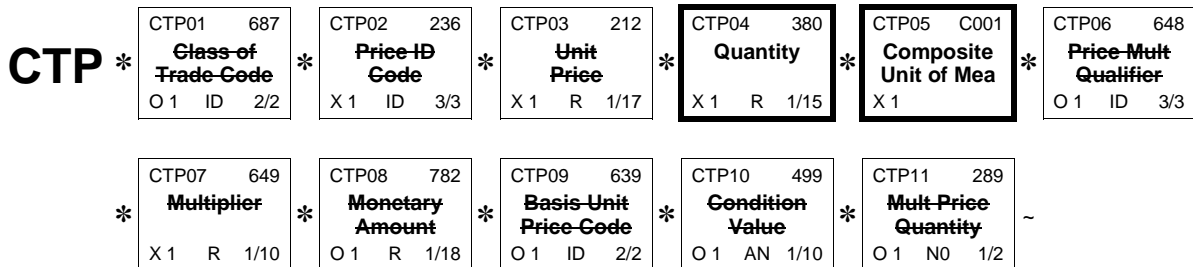 CTP * CTP01 687 * CTP02 236 * CTP03 212 * CTP04 380 * CTP05 C001 * CTP06 648
Class of Price ID Unit Quantity Composite Price Mult
Trade Code Code Price Unit of Mea Qualifier
O 1 ID 2/2 X 1 ID 3/3 X 1 R 1/17 X 1 R 1/15 X 1 O 1 ID 3/3
* CTP07 649 * CTP08 782 * CTP09 639 * CTP10 499 * CTP11 289 ~
Multiplier Monetary Basis Unit Condition Mult Price
Amount Price Code Value Quantity
X 1 R 1/10 O 1 R 1/18 O 1 ID 2/2 O 1 AN 1/10 O 1 N0 1/2